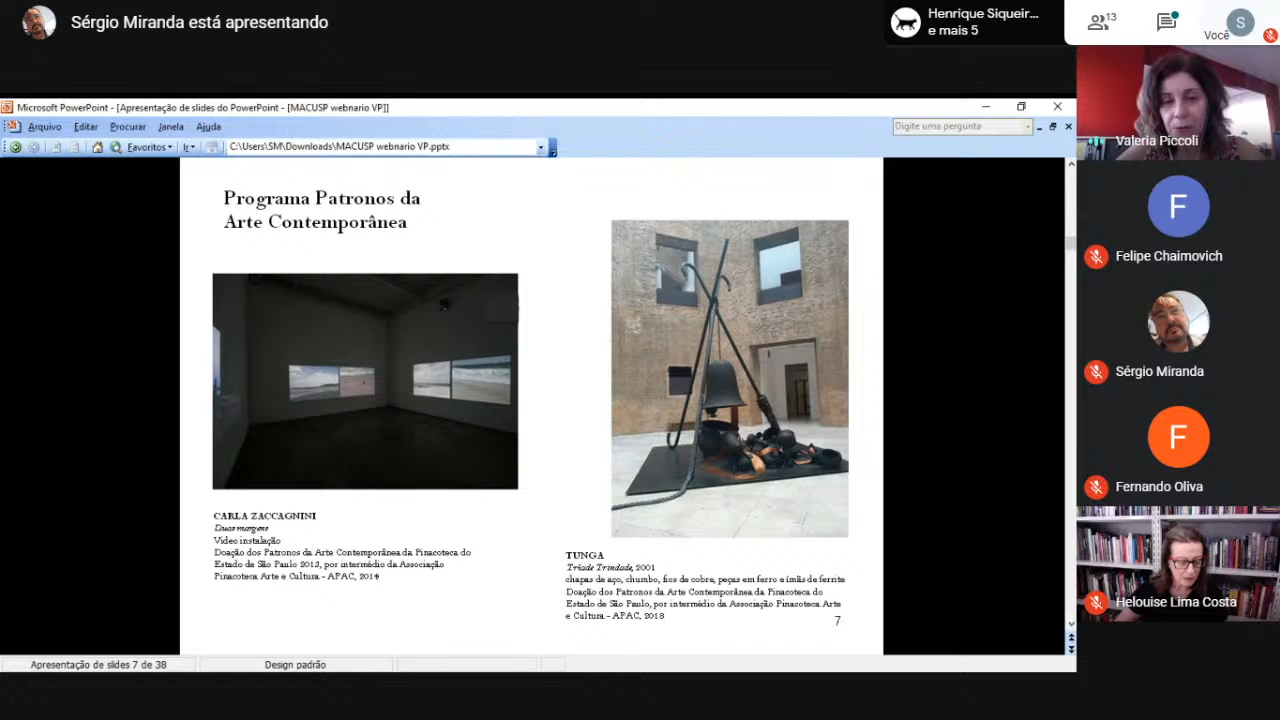 Sérgio Miranda está apresentando
Henrique Siqueir...
e mais 5
13
S
Você
Microsoft PowerPoint - [Apresentação de slides do PowerPoint - [MACUSP webnario VP]]
Arquivo Editar Procurar Janela Ajuda
Digite uma pergunta
Favoritos Ir C:\Users\SM\Downloads\MACUSP webnario VP.pptx
Programa Patronos da
Arte Contemporânea
CARLA ZACCAGNINI
Duas margens
Video instalação
Doação dos Patronos da Arte Contemporânea da Pinacoteca do
Estado de São Paulo 2013, por intermédio da Associação
Pinacoteca Arte e Cultura - APAC, 2014
TUNGA
Tríade Trindade, 2001
chapas de aço, chumbo, fios de cobre, peças em ferro e ímãs de ferrite
Doação dos Patronos da Arte Contemporânea da Pinacoteca do
Estado de São Paulo, por intermédio da Associação Pinacoteca Arte
e Cultura - APAC, 2018
7
Apresentação de slides 7 de 38
Design padrão
Valeria Piccoli
F
Felipe Chaimovich
Sérgio Miranda
F
Fernando Oliva
Helouise Lima Costa